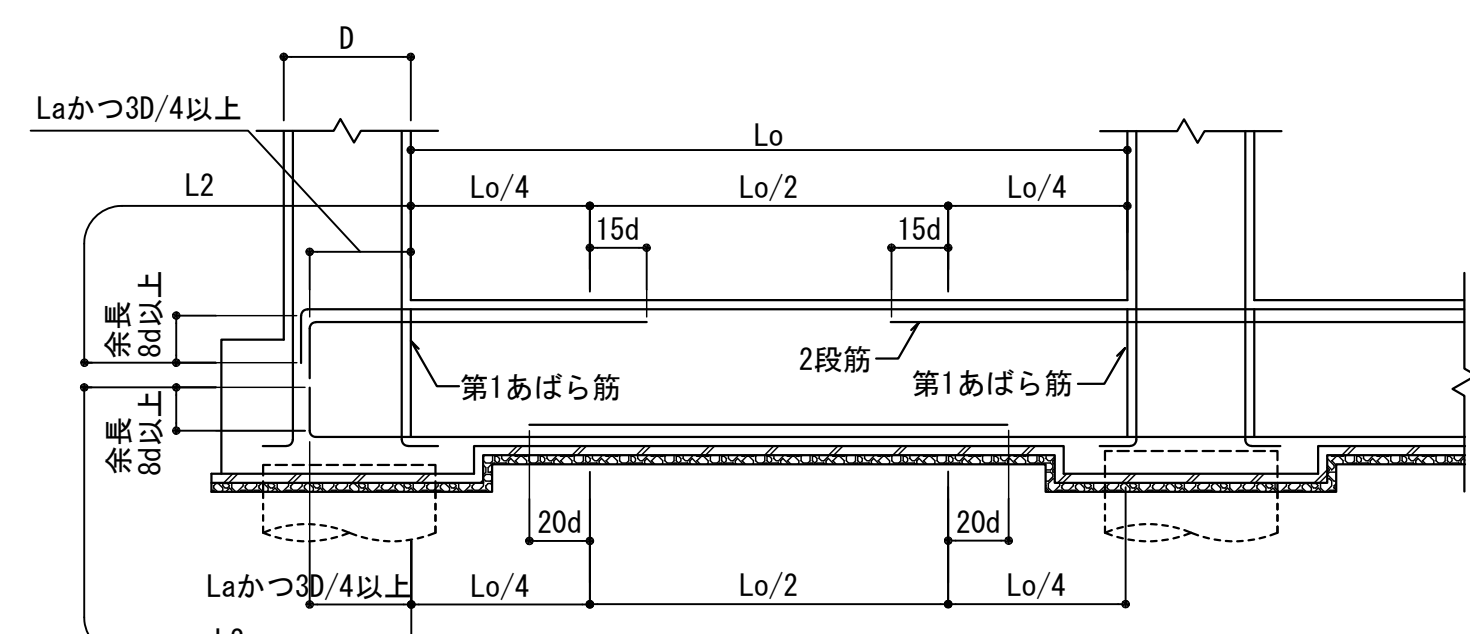 D
Laかつ3D/4以上
Lo
L2
Lo/4
Lo/2
Lo/4
15d
15d
余長
8d以上
2段筋
第1あばら筋
第1あばら筋
余長
8d以上
20d
20d
Laかつ3D/4以上
Lo/4
Lo/2
Lo/4